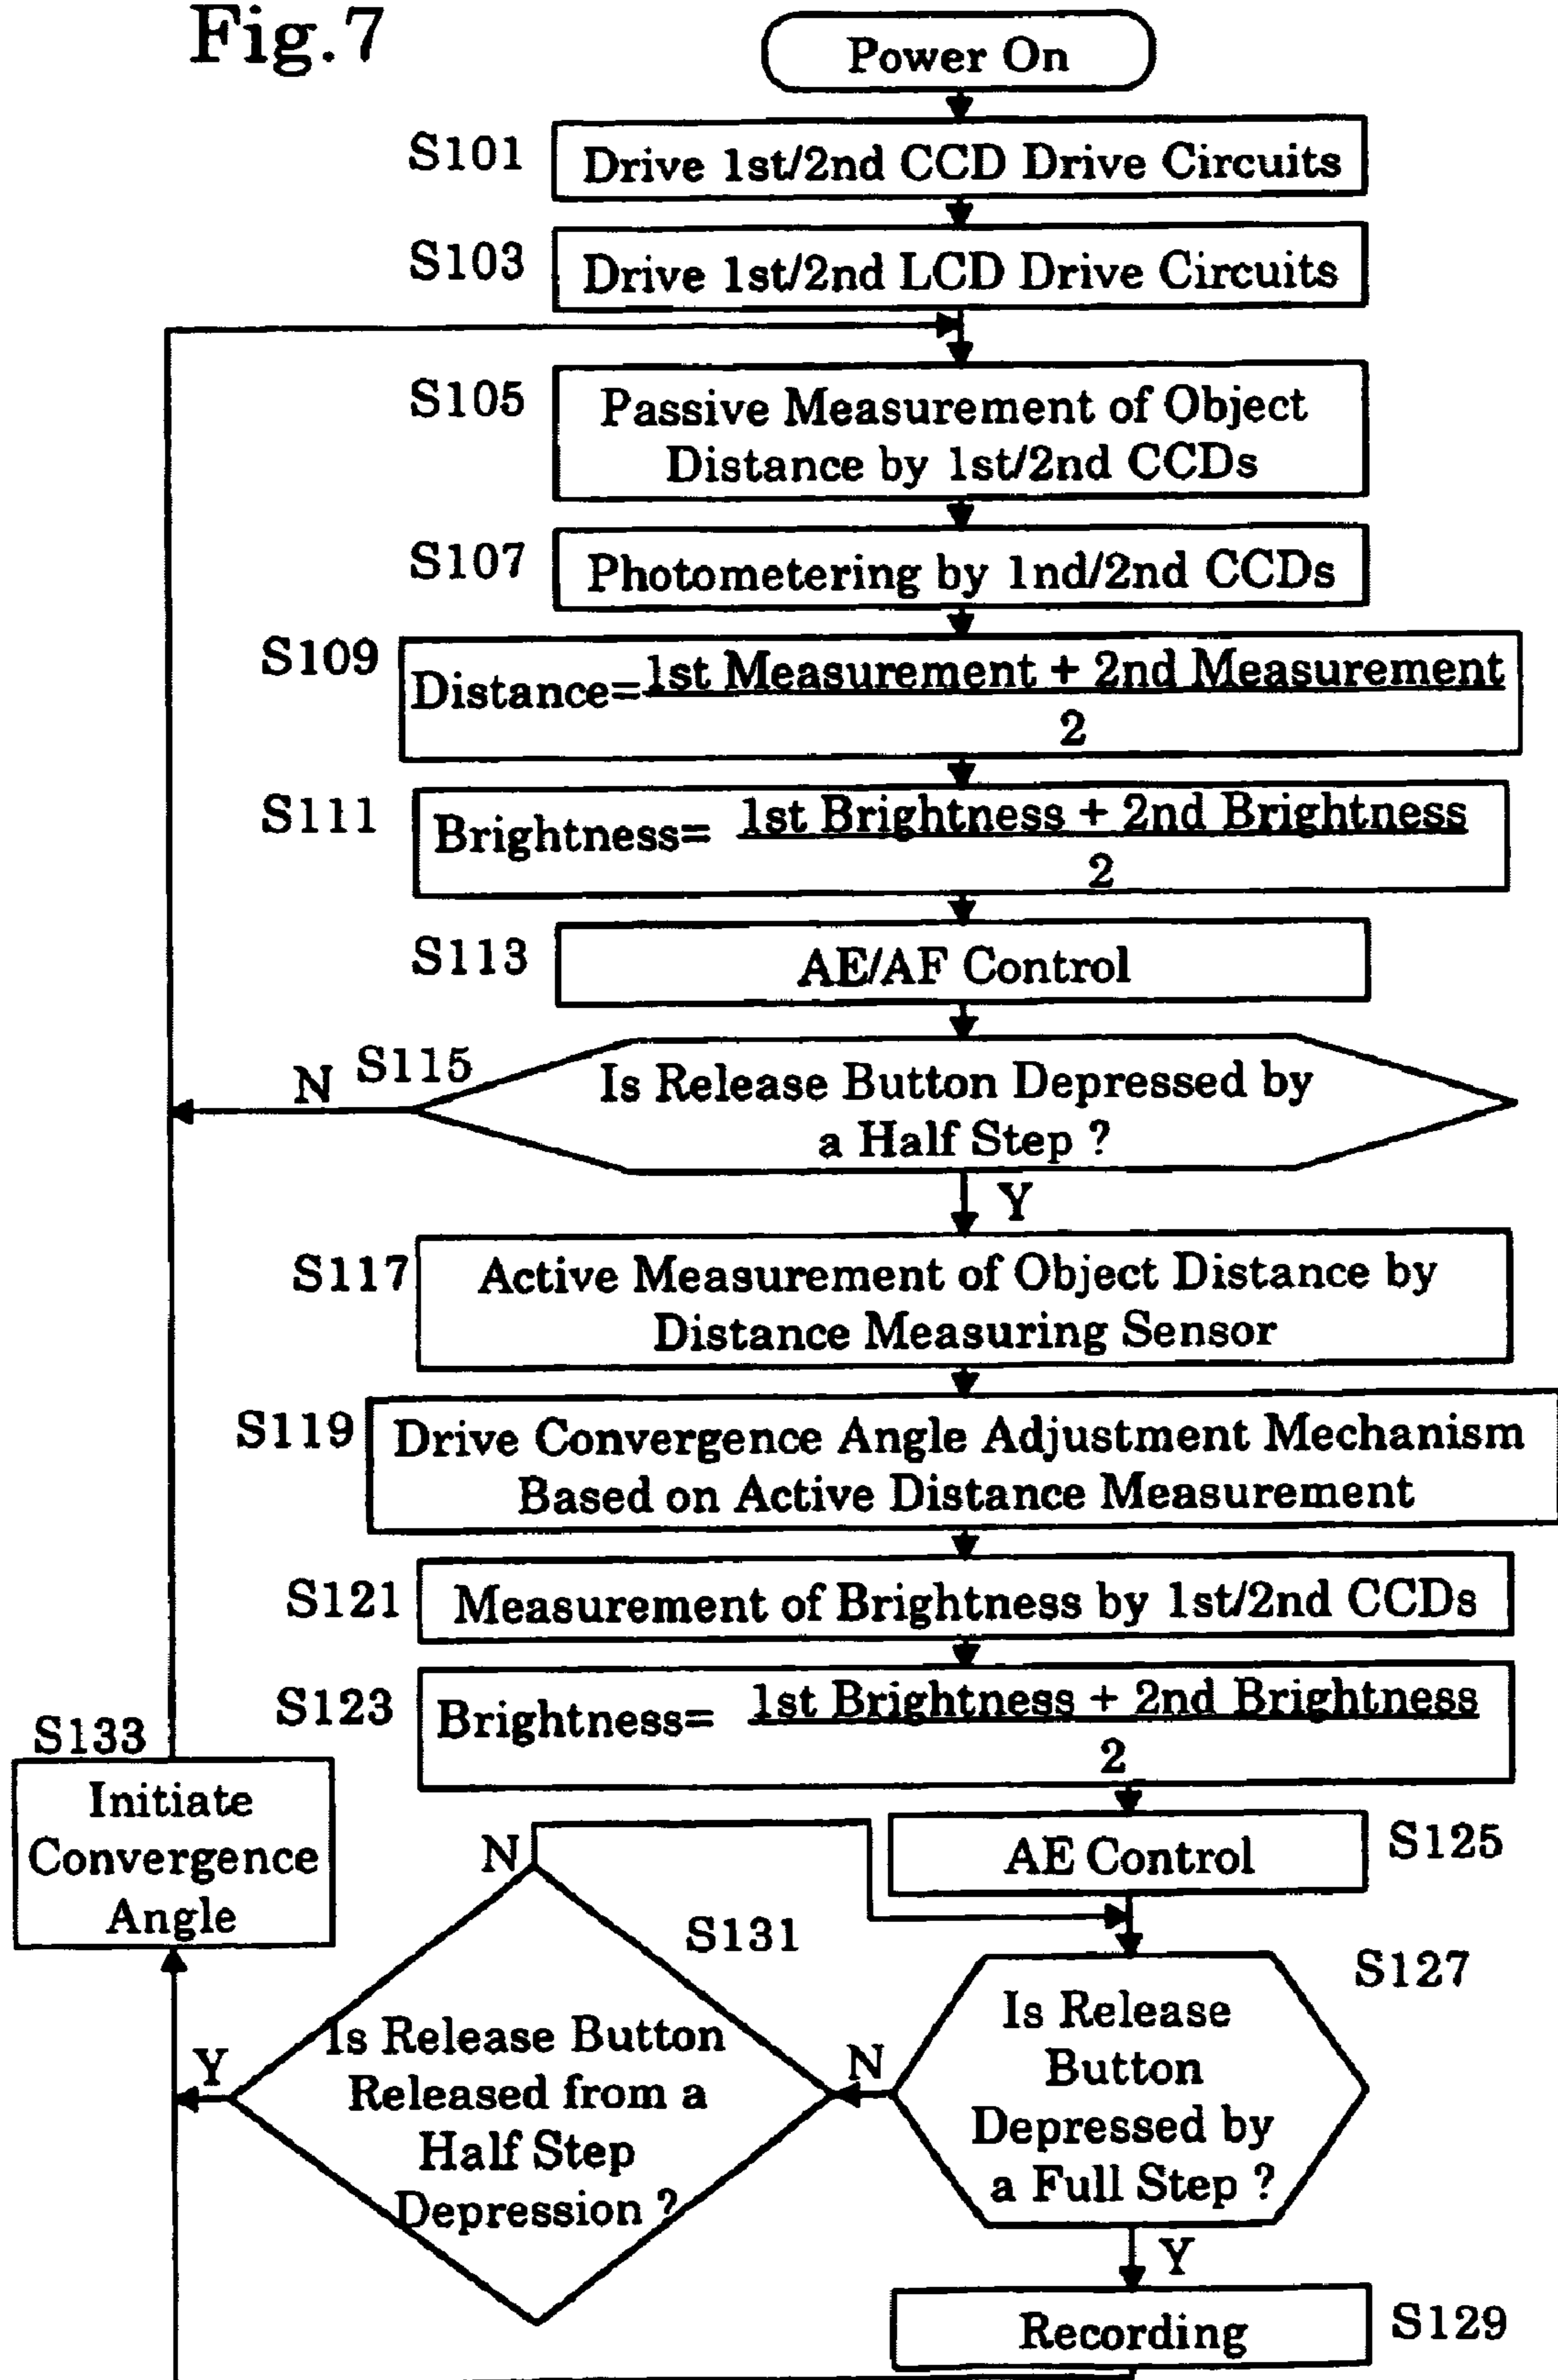 Fig.7
Power On
S101
Drive 1st/2nd CCD Drive Circuits
S103
Drive 1st/2nd LCD Drive Circuits
S105
Passive Measurement of Object
Distance by 1st/2nd CCDs
S107
Photometering by 1nd/2nd CCDs
S109
Distance=1st Measurement + 2nd Measurement
2
S111
Brightness= 1st Brightness + 2nd Brightness
2
S113
AE/AF Control
N
S115
Is Release Button Depressed by
a Half Step ?
Y
S117
Active Measurement of Object Distance by
Distance Measuring Sensor
S119
Drive Convergence Angle Adjustment Mechanism
Based on Active Distance Measurement
S121
Measurement of Brightness by 1st/2nd CCDs
S123
Brightness= 1st Brightness + 2nd Brightness
2
S133
Initiate
Convergence
Angle
AE Control
S125
N
S131
Is Release Button
Released from a
Half Step
Depression ?
Y
N
S127
Is Release
Button
Depressed by
a Full Step ?
Y
Recording
S129